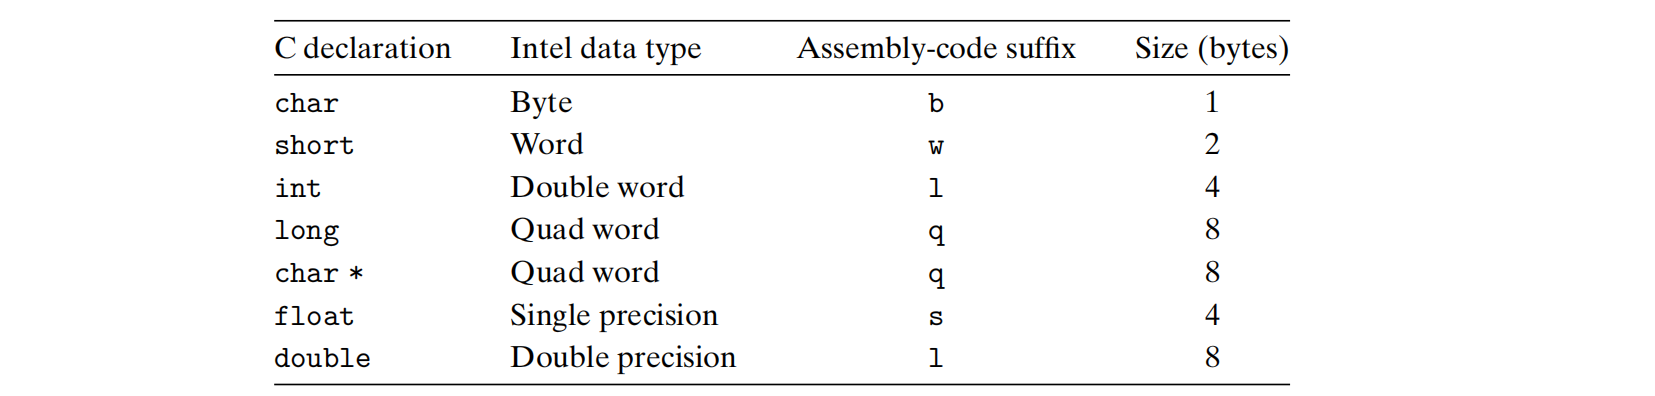 C declaration Intel data type Assembly-code suffix Size (bytes)
char Byte b 1
short Word w 2
int Double word l 4
long Quad word q 8
char * Quad word q 8
float Single precision s 4
double Double precision l 8